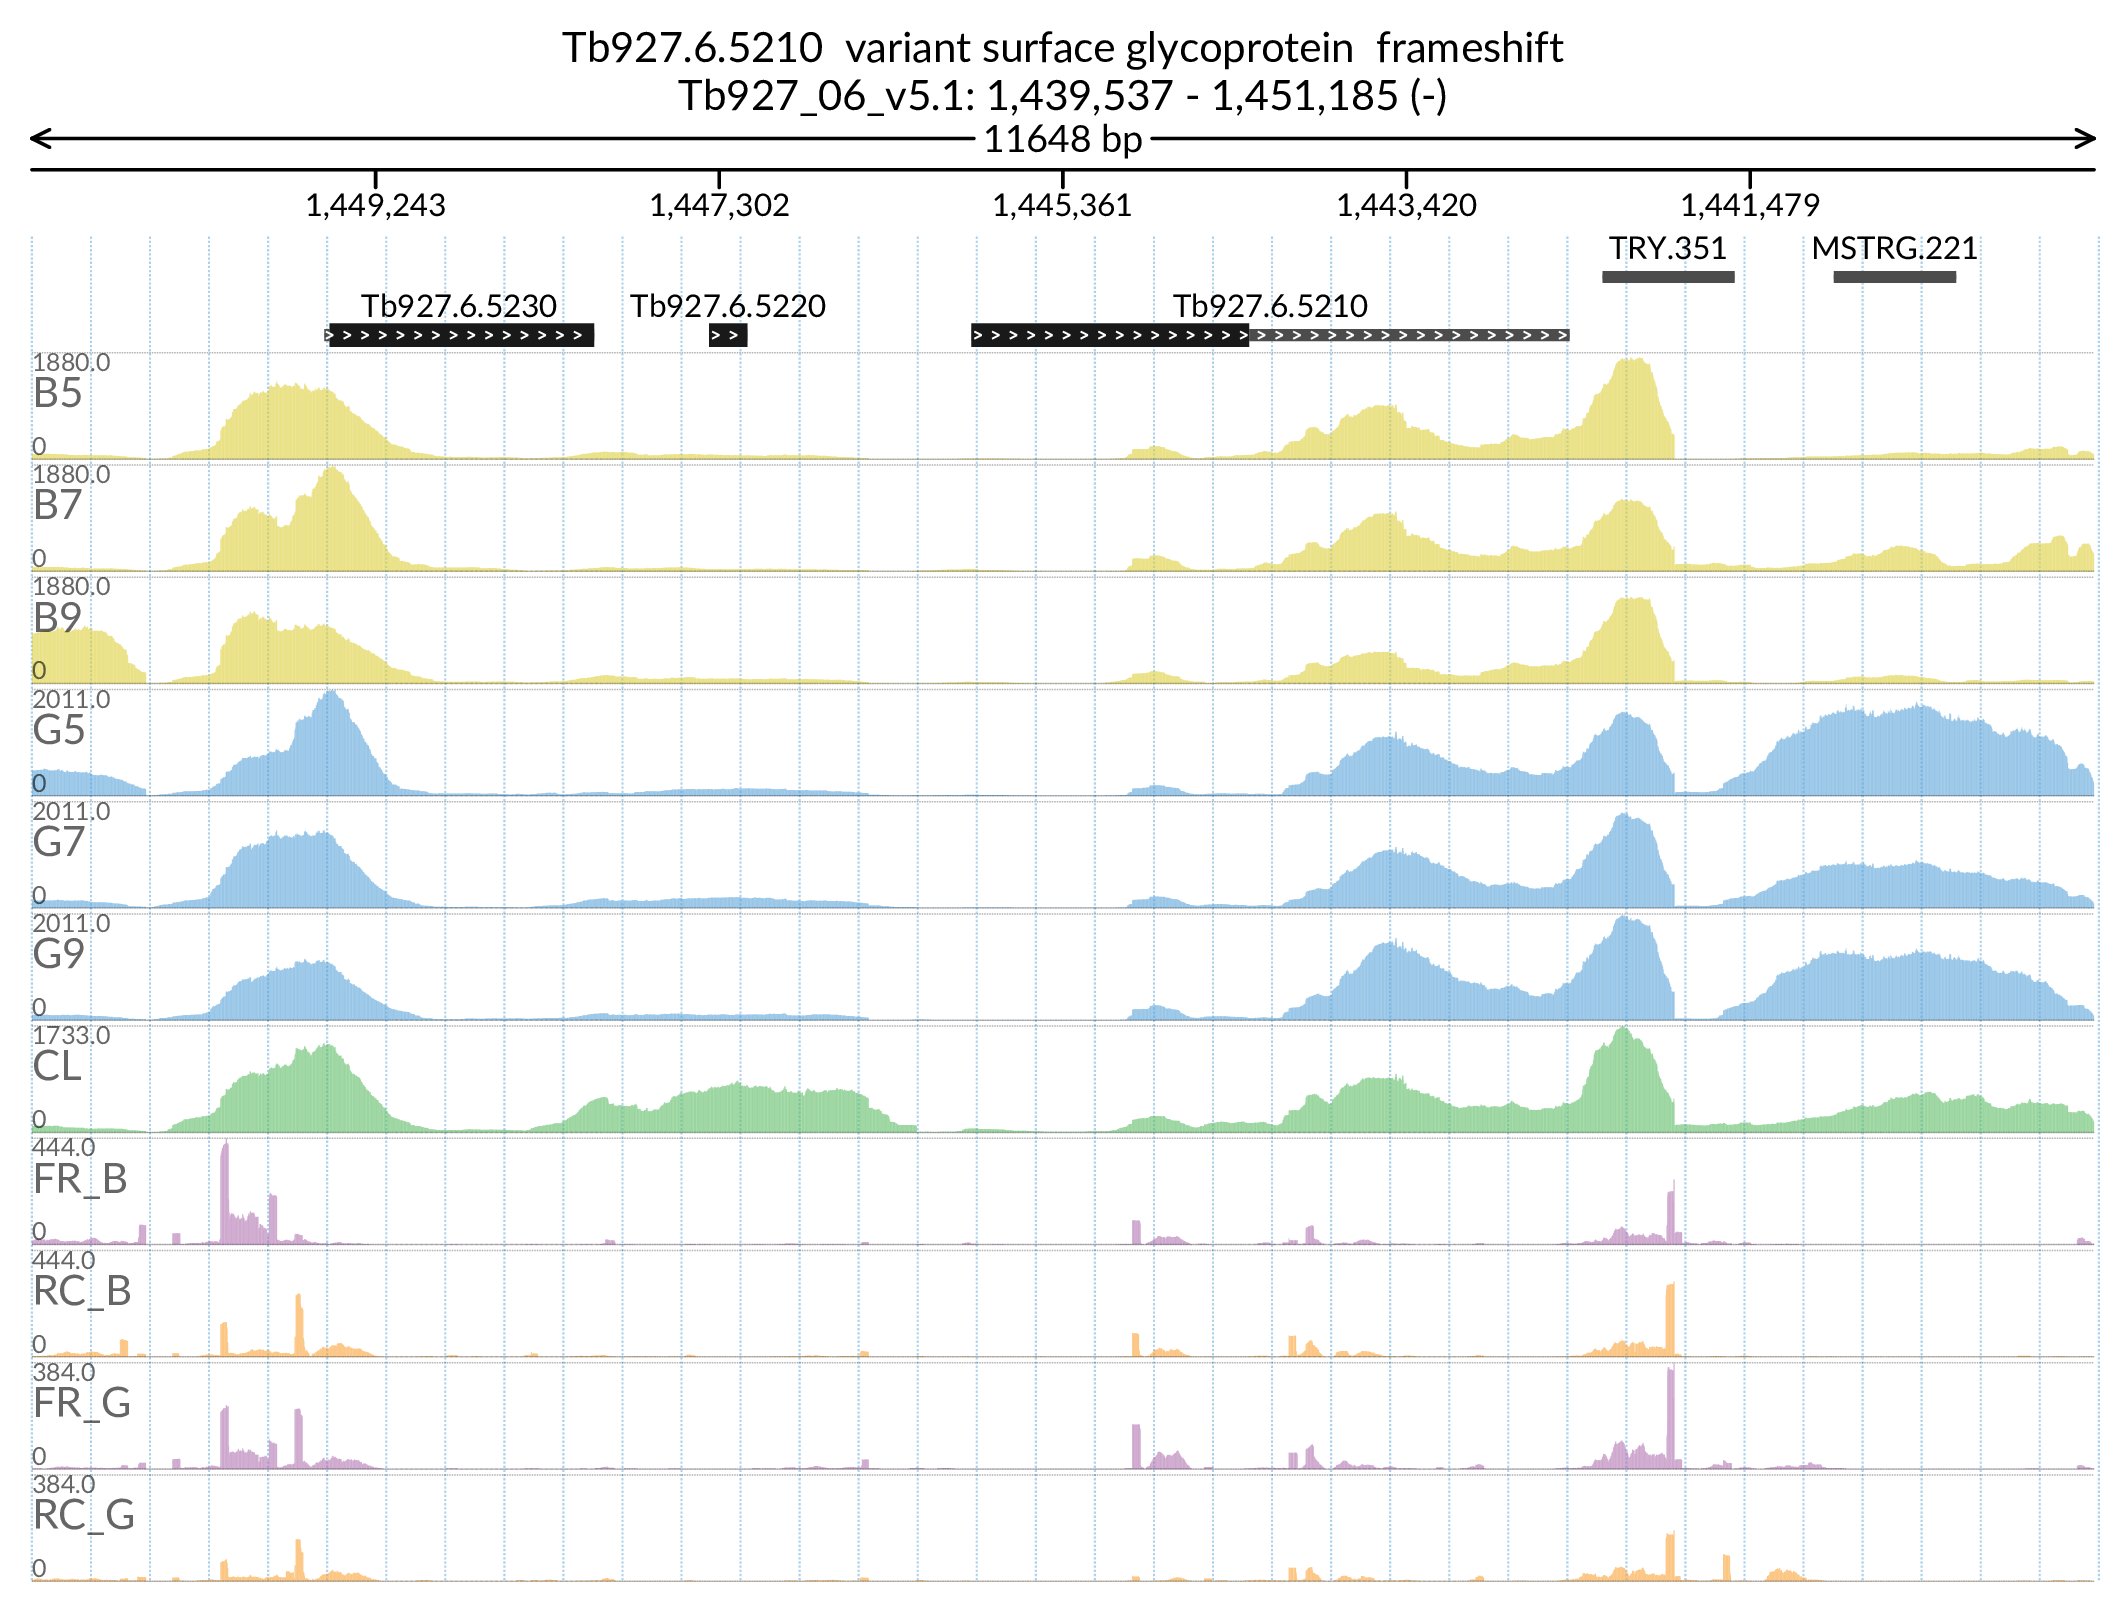 Tb927.6.5210  variant surface glycoprotein  frameshift
Tb927_06_v5.1: 1,439,537 - 1,451,185 (-)
11648 bp
1,449,243 1,447,302 1,445,361 1,443,420 1,441,479
TRY.351 MSTRG.221
Tb927.6.5230 Tb927.6.5220 Tb927.6.5210
1880.0
B5
0
1880.0
B7
0
1880.0
B9
0
2011.0
G5
0
2011.0
G7
0
2011.0
G9
0
1733.0
CL
0
444.0
FR_B
0
444.0
RC_B
0
384.0
FR_G
0
384.0
RC_G
0